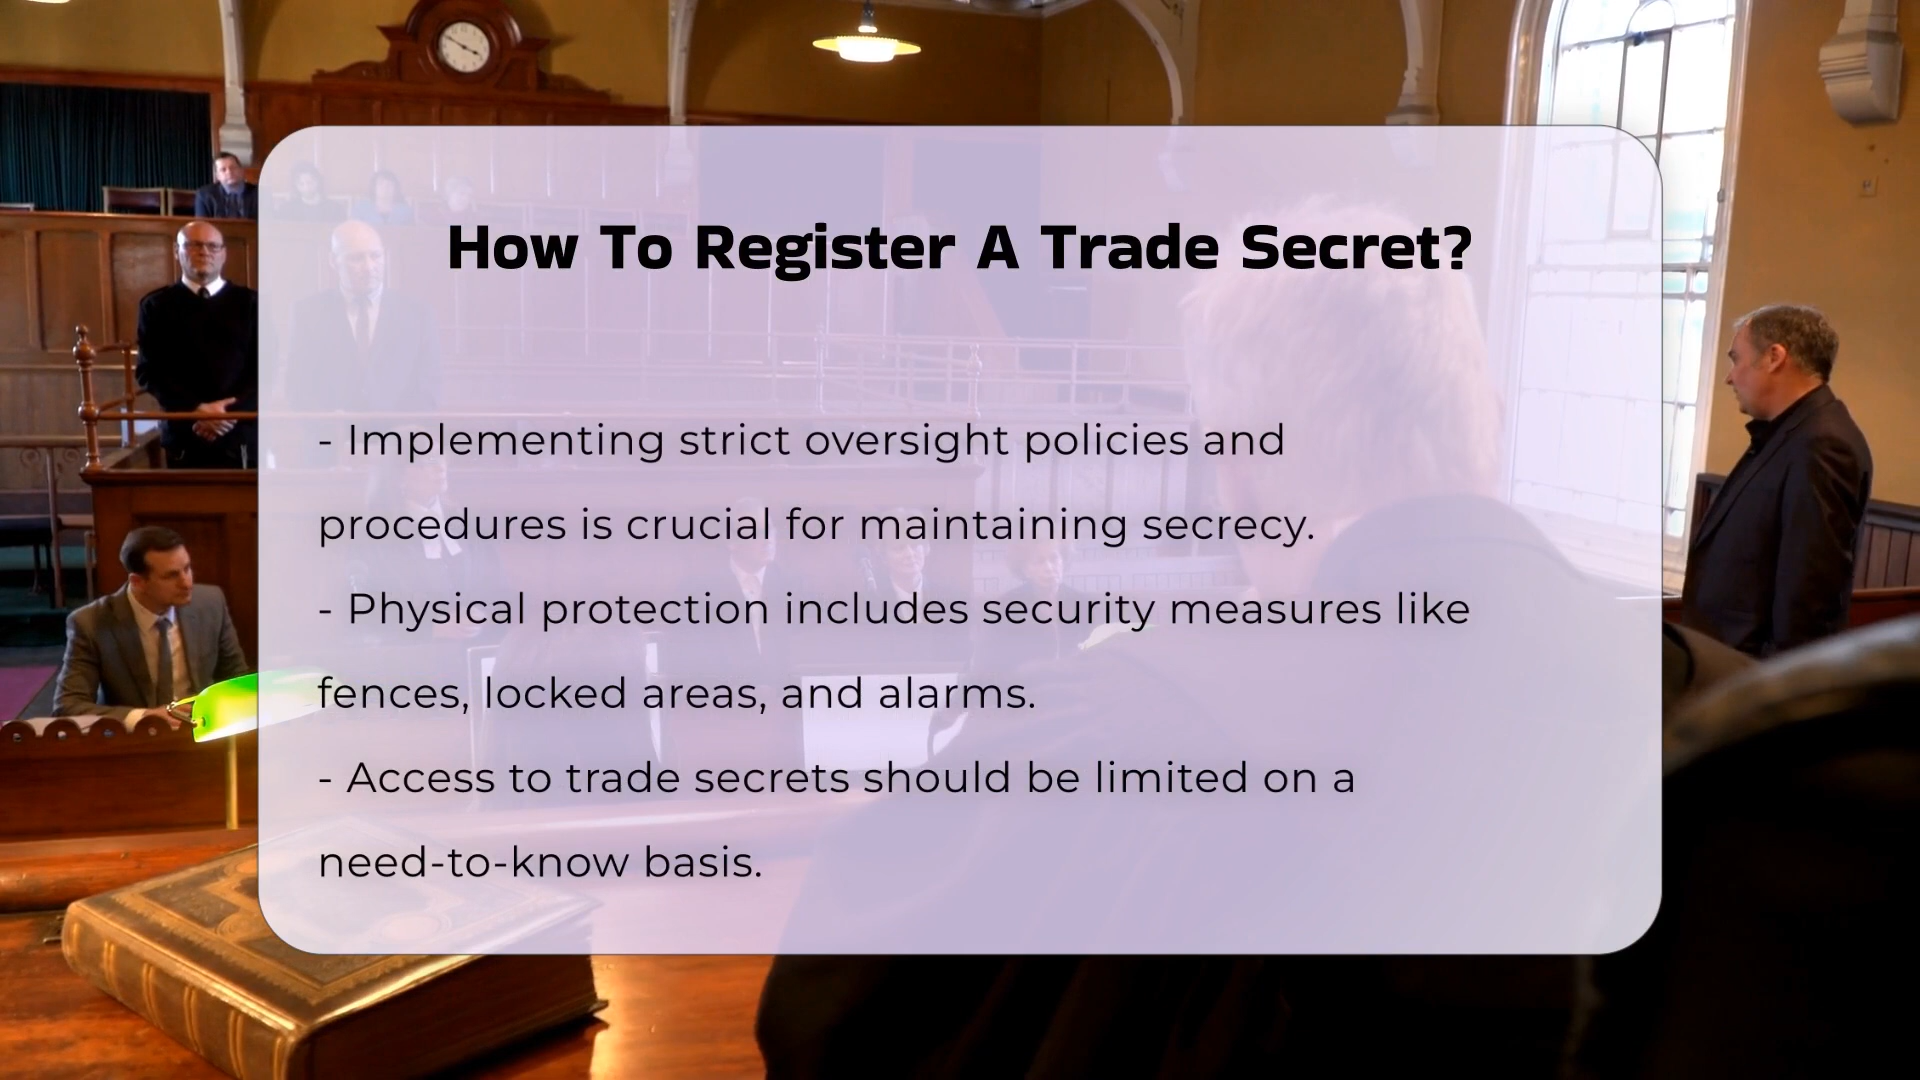 How To Register A Trade Secret?
- Implementing strict oversight policies and
procedures is crucial for maintaining secrecy.
- Physical protection includes security measures like
fences, locked areas, and alarms.
- Access to trade secrets should be limited on a
need-to-know basis.